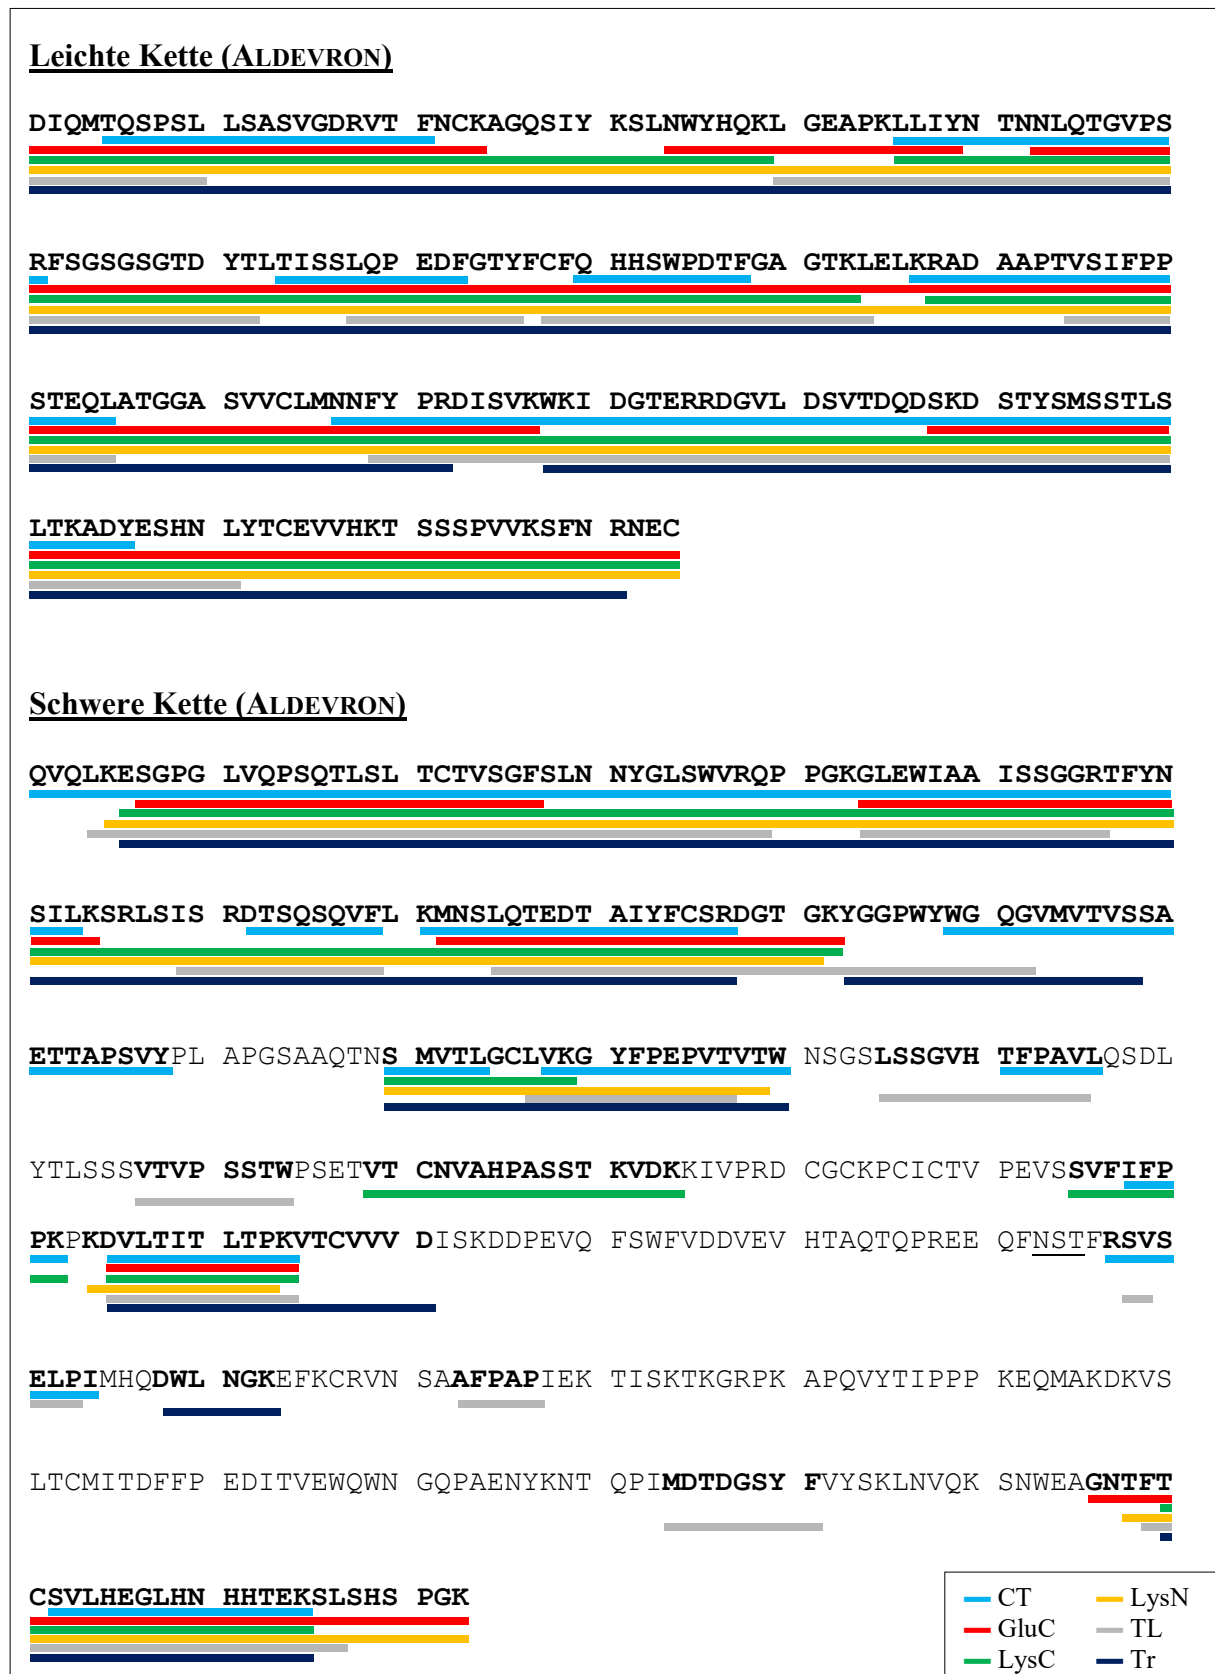 Leichte Kette (ALDEVRON)
DIQMTQSPSL LSASVGDRVT FNCKAGQSIY KSLNWYHQKL GEAPKLLIYN TNNLQTGVPS
RFSGSGSGTD YTLTISSLQP EDFGTYFCFQ HHSWPDTFGA GTKLELKRAD AAPTVSIFPP
STEQLATGGA SVVCLMNNFY PRDISVKWKI DGTERRDGVL DSVTDQDSKD STYSMSSTLS
LTKADYESHN LYTCEVVHKT SSSPVVKSFN RNEC
Schwere Kette (ALDEVRON)
QVQLKESGPG LVQPSQTLSL TCTVSGFSLN NYGLSWVRQP PGKGLEWIAA ISSGGRTFYN
SILKSRLSIS RDTSQSQVFL KMNSLQTEDT AIYFCSRDGT GKYGGPWYWG QGVMVTVSSA
ETTAPSVYPL APGSAAQTNS MVTLGCLVKG YFPEPVTVTW NSGSLSSGVH TFPAVLQSDL
YTLSSSVTVP SSTWPSETVT CNVAHPASST KVDKKIVPRD CGCKPCICTV PEVSSVFIFP
PKPKDVLTIT LTPKVTCVVV DISKDDPEVQ FSWFVDDVEV HTAQTQPREE QFNSTFRSVS
ELPIMHQDWL NGKEFKCRVN SAAFPAPIEK TISKTKGRPK APQVYTIPPP KEQMAKDKVS
LTCMITDFFP EDITVEWQWN GQPAENYKNT QPIMDTDGSYF VYSKLNVQK SNWEAGNTFT
CSVLHEGLHN HHTEKSLSHS PGK
CT LysN
GluC TL
LysC Tr